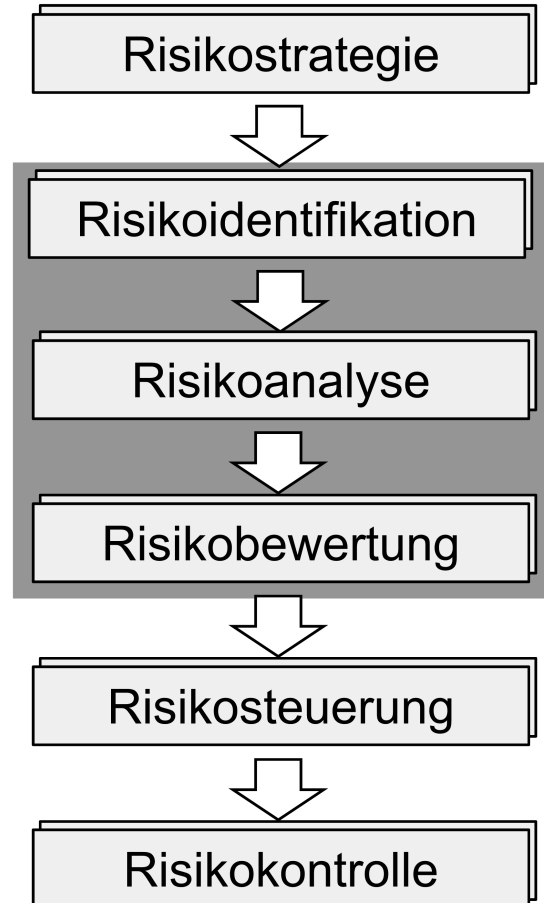 Risikostrategie
Risikoidentifikation
Risikoanalyse
Risikobewertung
Risikosteuerung
Risikokontrolle